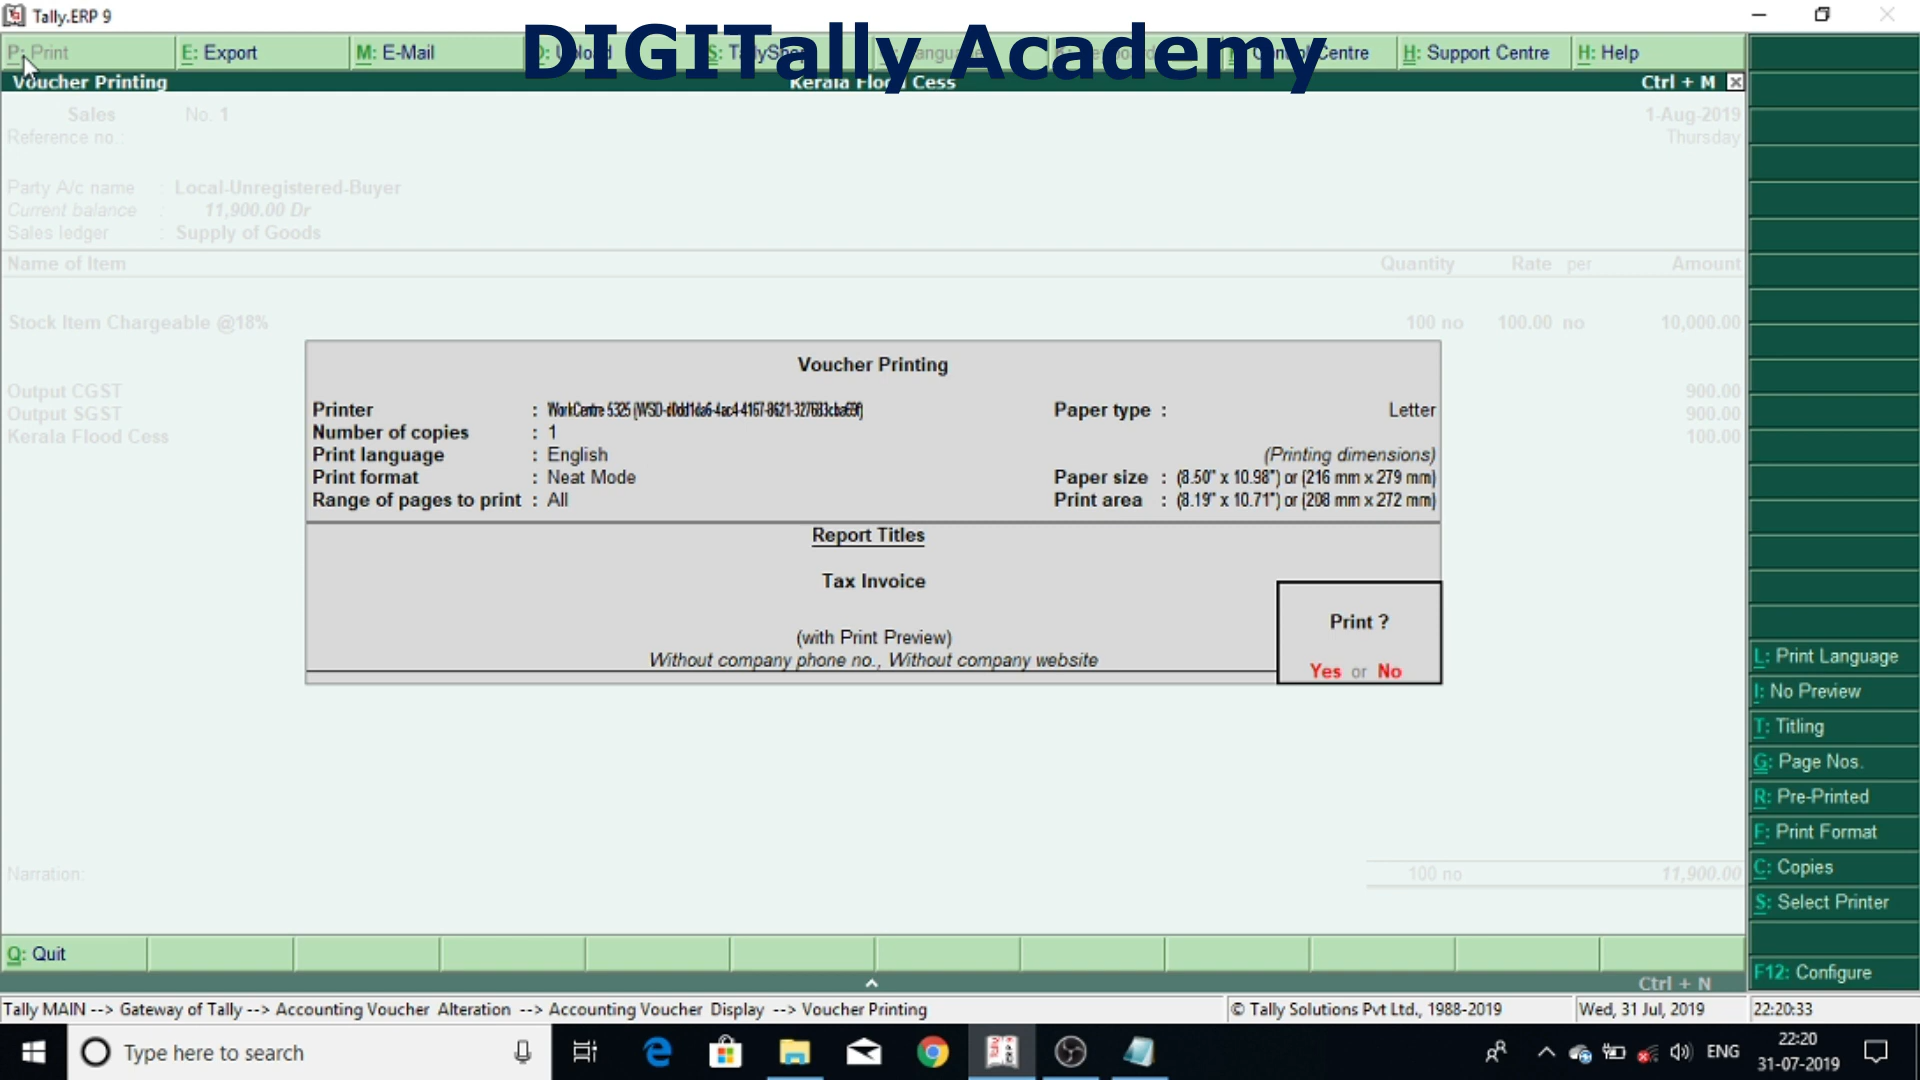 Tally.ERP 9
P: Print E: Export M: E-Mail H: Support Centre H: Help
DIGITally Academy
Voucher Printing Kerala Flood Cess Ctrl + M
Sales No. 1 1-Aug-2019
Reference no.: Thursday
Party A/c name : Local-Unregistered-Buyer
Current balance : 11,900.00 Dr
Sales ledger : Supply of Goods
Name of Item Quantity Rate per Amount
Stock Item Chargeable @18% 100 no 100.00 no 10,000.00
Output CGST 900.00
Output SGST 900.00
Kerala Flood Cess 100.00
Voucher Printing
Printer : WorkCentre 5325 Paper type : Letter
Number of copies : 1
Print language : English (Printing dimensions)
Print format : Neat Mode Paper size : (8.50" x 10.98") or (216 mm x 279 mm)
Range of pages to print : All Print area : (8.19" x 10.71") or (208 mm x 272 mm)
Report Titles
Tax Invoice
(with Print Preview)
Without company phone no., Without company website
Print ?
Yes or No
L: Print Language
I: No Preview
T: Titling
G: Page Nos.
R: Pre-Printed
F: Print Format
C: Copies
S: Select Printer
F12: Configure
Narration: 100 no 11,900.00
Q: Quit
Ctrl + N
Tally MAIN --> Gateway of Tally --> Accounting Voucher Alteration --> Accounting Voucher Display --> Voucher Printing © Tally Solutions Pvt Ltd., 1988-2019 Wed, 31 Jul, 2019 22:20:33
Type here to search ENG 22:20
31-07-2019